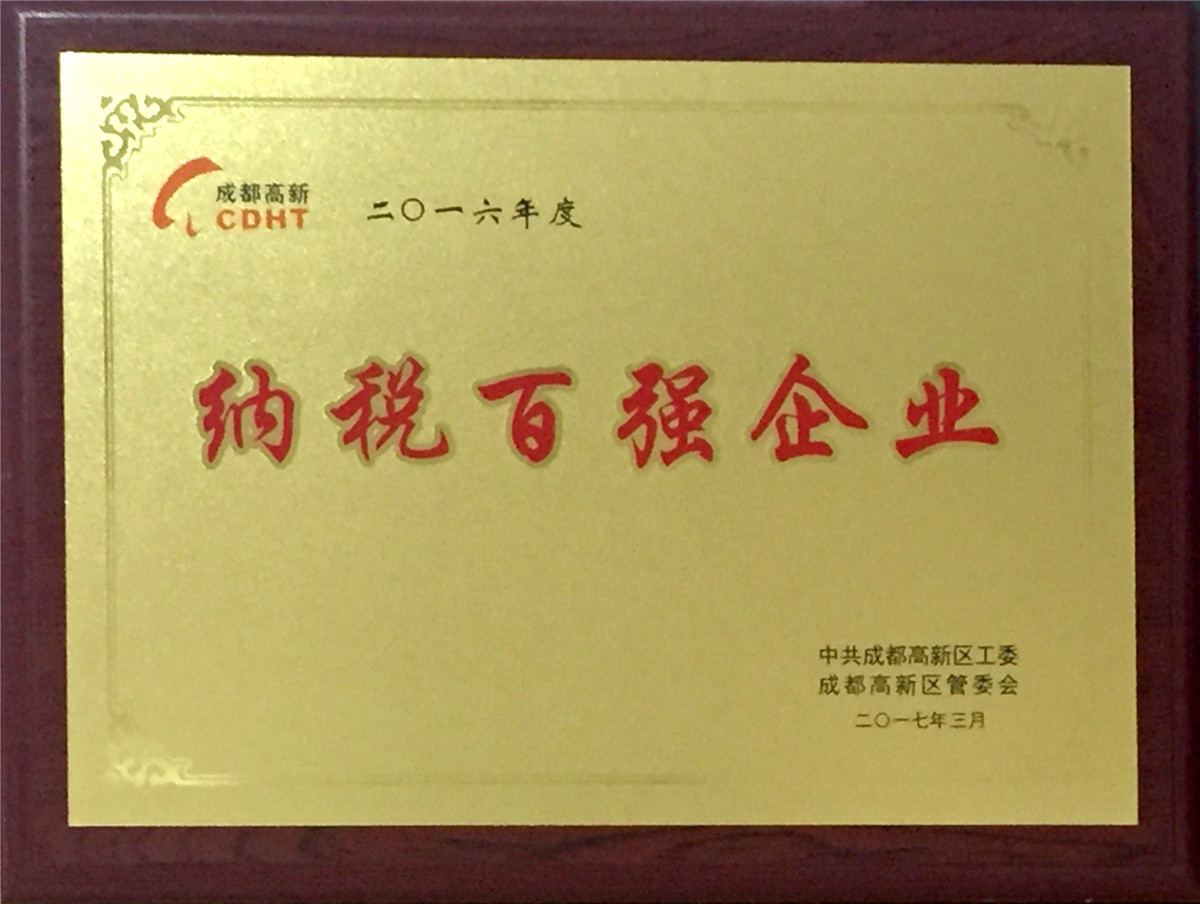 成都高新
CDHT
二〇一六年度
纳税百强企业
中共成都高新区工委
成都高新区管委会
二〇一七年三月